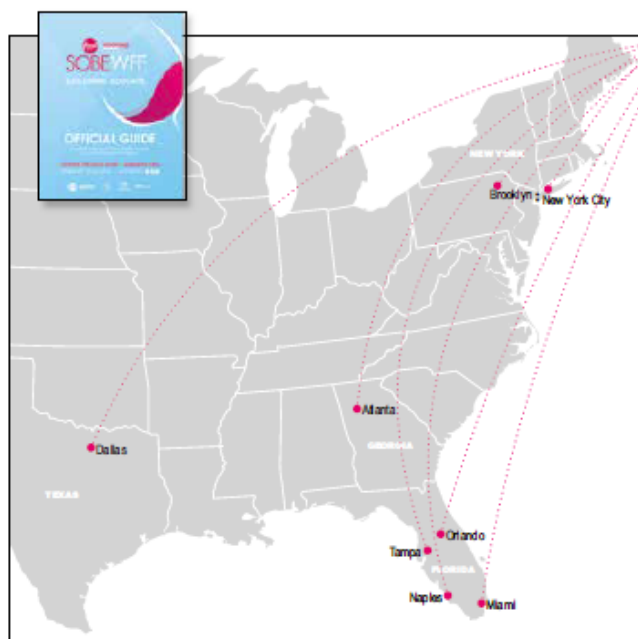 SOBEWFF
OFFICIAL GUIDE
NEW YORK
Brooklyn
New York City
Atlanta
GEORGIA
Dallas
TEXAS
Orlando
Tampa
FLORIDA
Naples
Miami